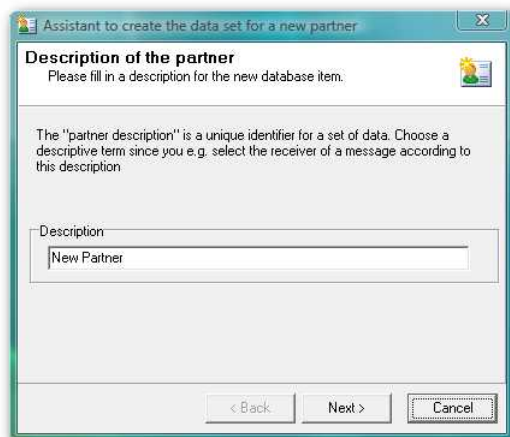 Assistant to create the data set for a new partner
Description of the partner
Please fill in a description for the new database item.
The "partner description" is a unique identifier for a set of data. Choose a
descriptive term since you e.g. select the receiver of a message according to
this description
Description
New Partner
< Back
Next >
Cancel